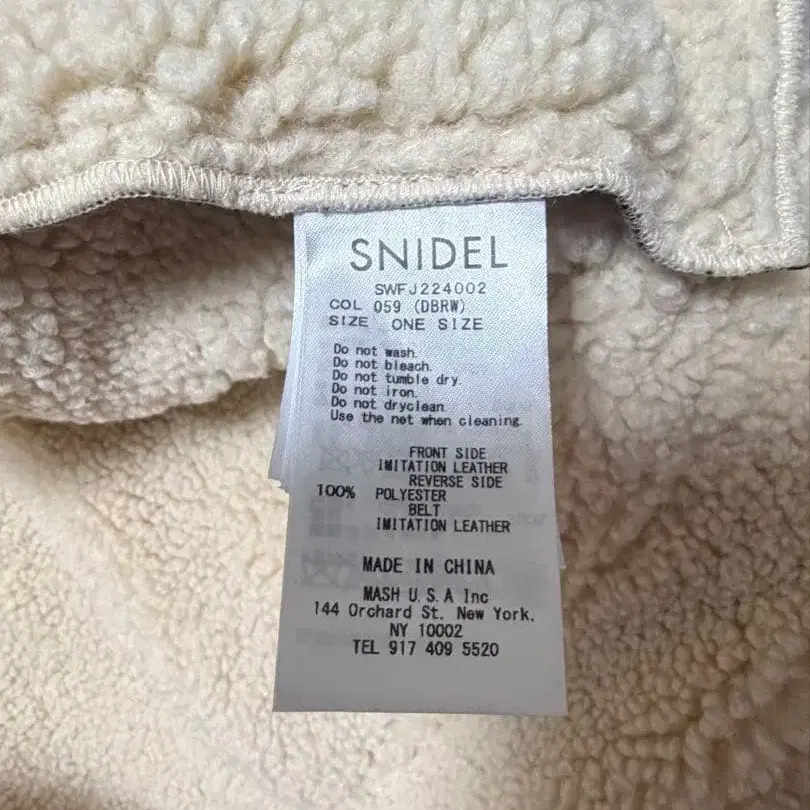 SNIDEL
SWFJ224002
COL 059 (DBRW)
SIZE ONE SIZE
Do not wash.
Do not bleach.
Do not tumble dry.
Do not iron.
Do not dryclean.
Use the net when cleaning.
FRONT SIDE
IMITATION LEATHER
REVERSE SIDE
100% POLYESTER
BELT
IMITATION LEATHER
MADE IN CHINA
MASH U.S.A Inc
144 Orchard St. New York,
NY 10002
TEL 917 409 5520